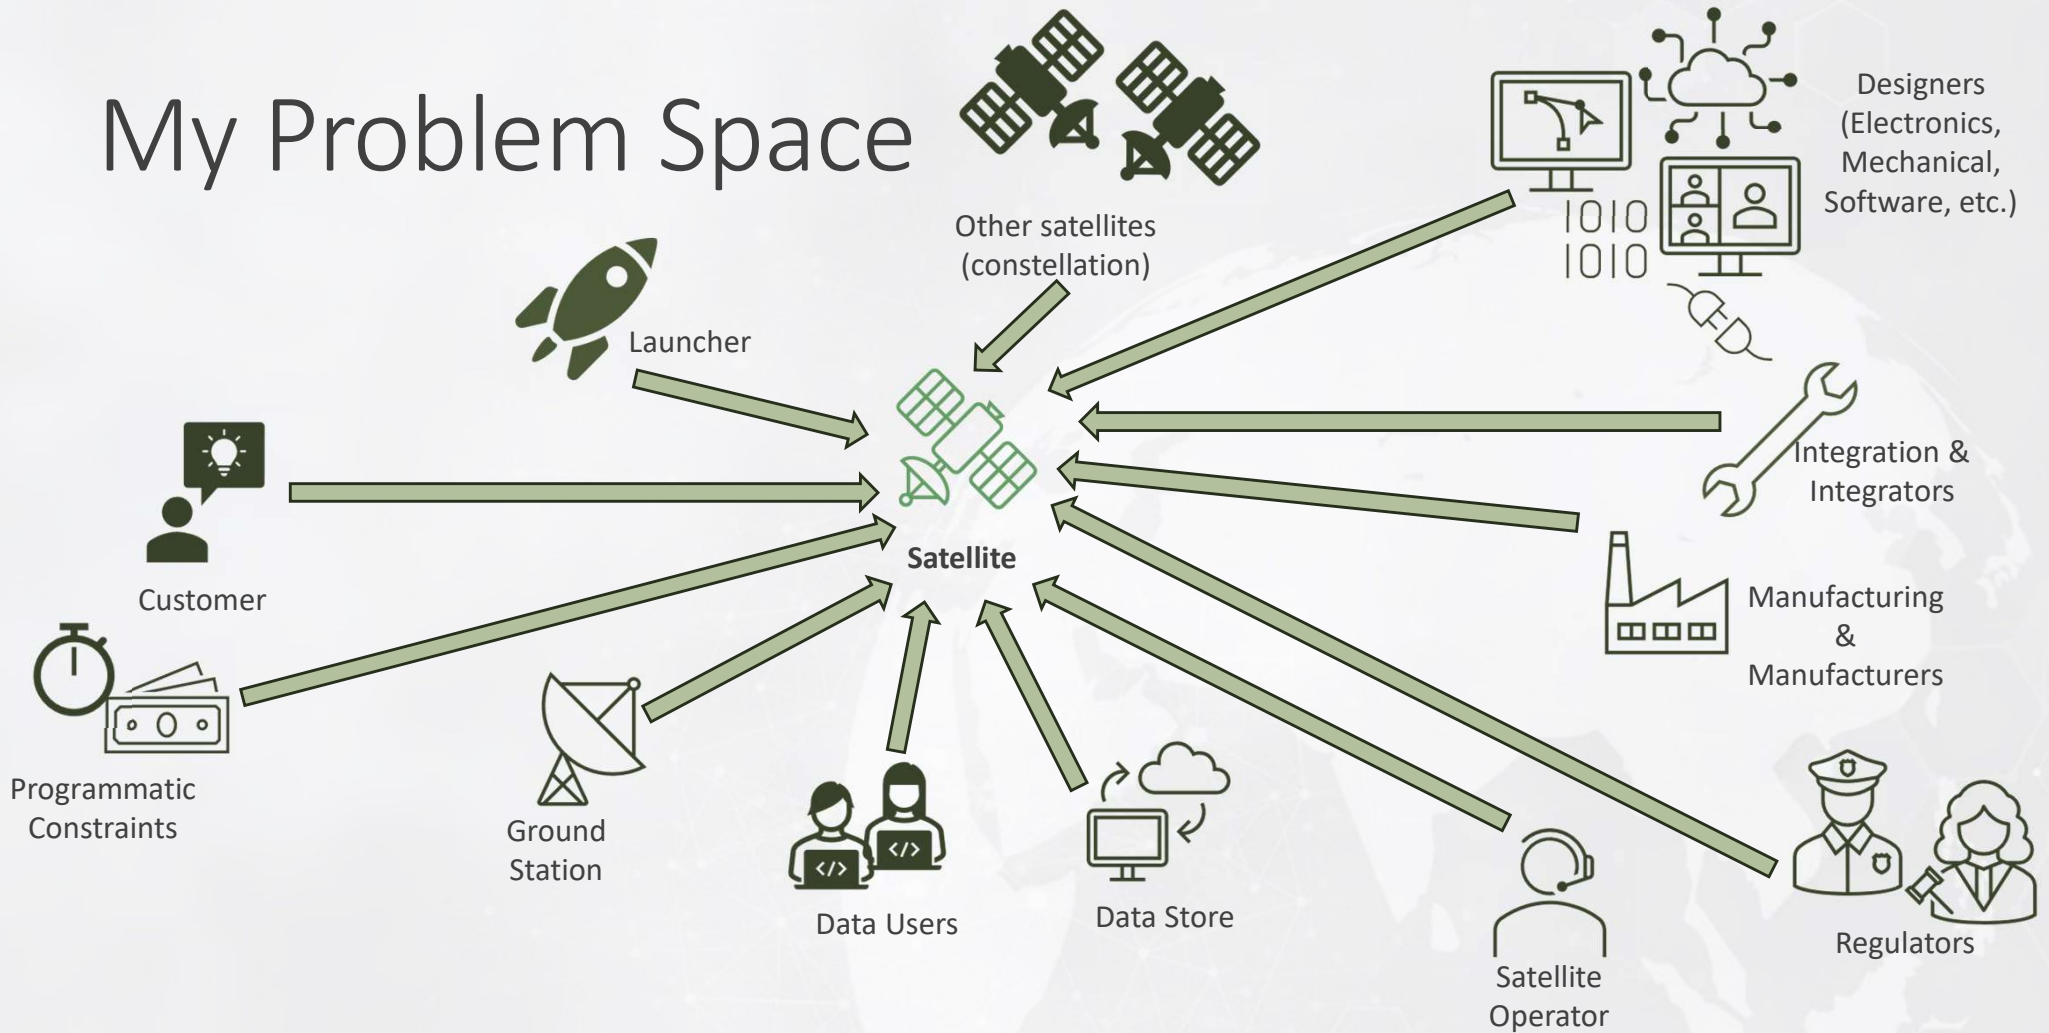 My Problem Space
Other satellites
(constellation)
Designers
(Electronics,
Mechanical,
Software, etc.)
1010
1010
Launcher
Integration &
Integrators
Customer
Satellite
Manufacturing
&
Manufacturers
Programmatic
Constraints
Ground
Station
</>
</>
Data Users
Data Store
Satellite
Operator
Regulators